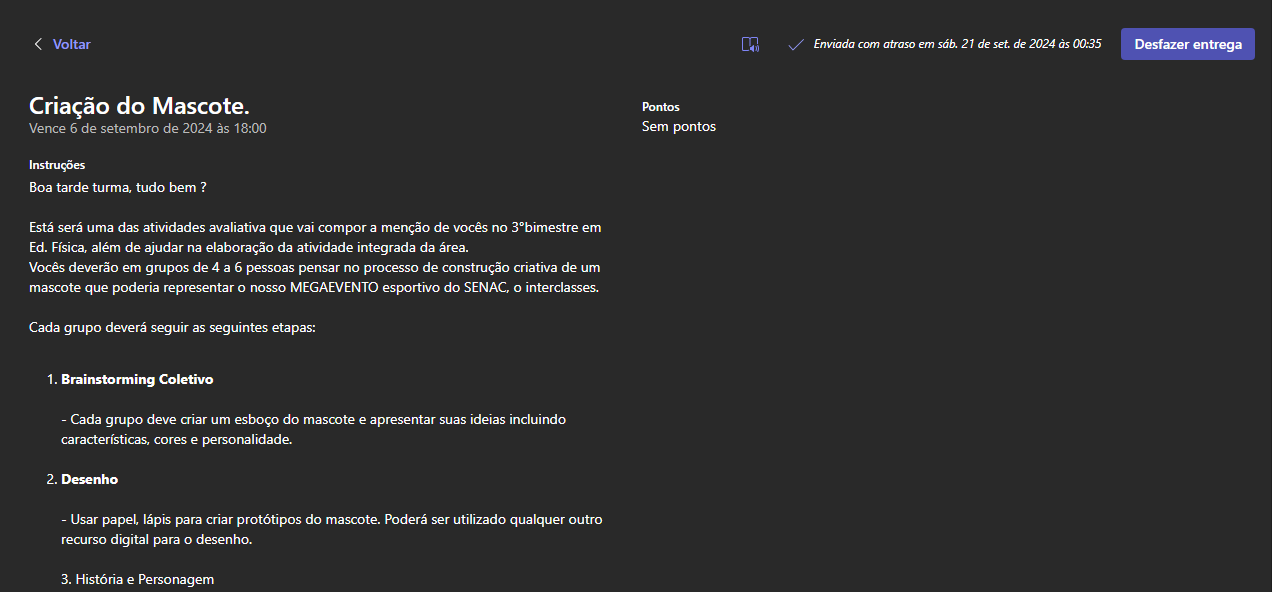 Voltar
Enviada com atraso em sáb. 21 de set. de 2024 às 00:35
Desfazer entrega
Criação do Mascote.
Vence 6 de setembro de 2024 às 18:00
Pontos
Sem pontos
Instruções
Boa tarde turma, tudo bem ?
Está será uma das atividades avaliativa que vai compor a menção de vocês no 3°bimestre em
Ed. Física, além de ajudar na elaboração da atividade integrada da área.
Vocês deverão em grupos de 4 a 6 pessoas pensar no processo de construção criativa de um
mascote que poderia representar o nosso MEGAEVENTO esportivo do SENAC, o interclasses.
Cada grupo deverá seguir as seguintes etapas:
1. Brainstorming Coletivo
- Cada grupo deve criar um esboço do mascote e apresentar suas ideias incluindo
características, cores e personalidade.
2. Desenho
- Usar papel, lápis para criar protótipos do mascote. Poderá ser utilizado qualquer outro
recurso digital para o desenho.
3. História e Personagem